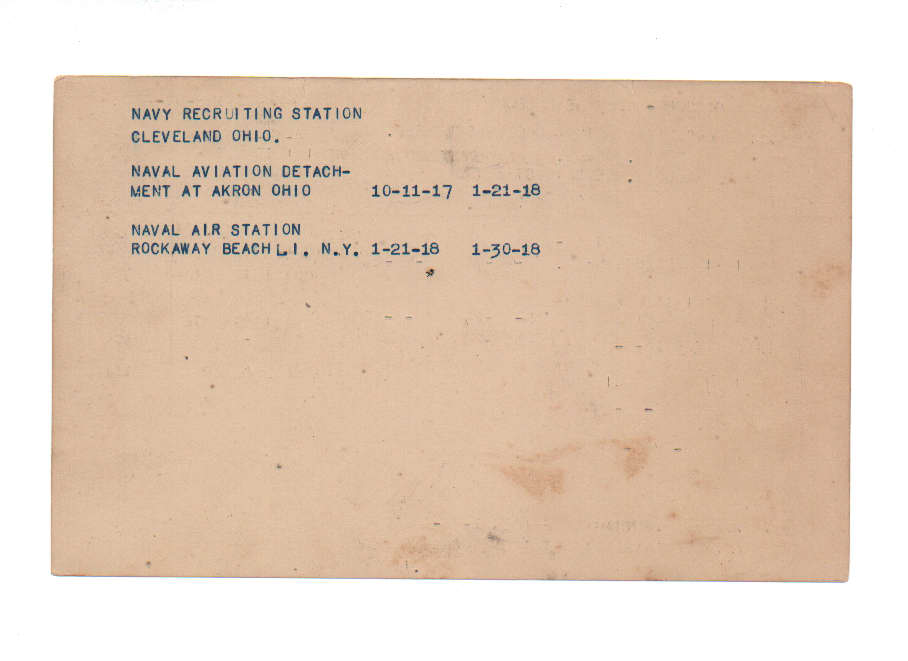 NAVY RECRUITING STATION
CLEVELAND OHIO.
NAVAL AVIATION DETACH-
MENT AT AKRON OHIO 10-11-17 1-21-18
NAVAL AIR STATION
ROCKAWAY BEACH L.I. N.Y. 1-21-18 1-30-18